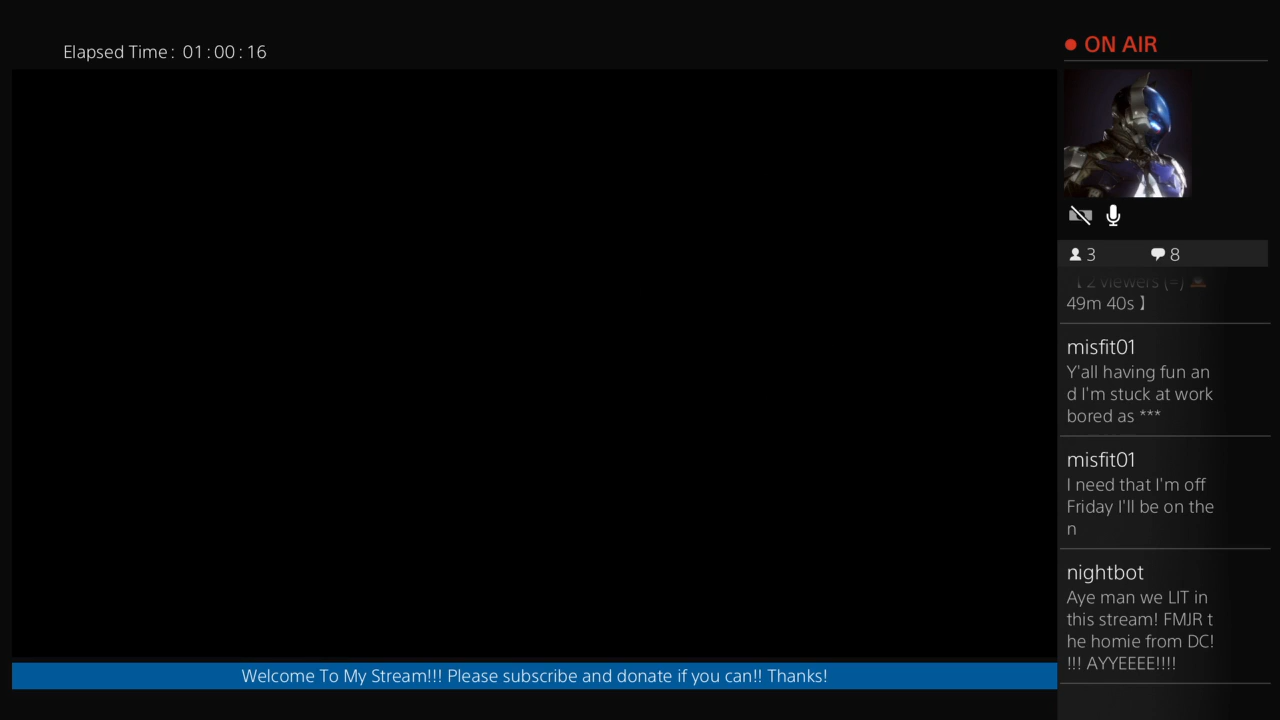 Elapsed Time: 01:00:16
ON AIR
3
8
【 2 viewers (=)
49m 40s 】
misfit01
Y'all having fun an
d I'm stuck at work
bored as ***
misfit01
I need that I'm off
Friday I'll be on the
n
nightbot
Aye man we LIT in
this stream! FMJR t
he homie from DC!
!!! AYYEEEE!!!!
Welcome To My Stream!!! Please subscribe and donate if you can!! Thanks!